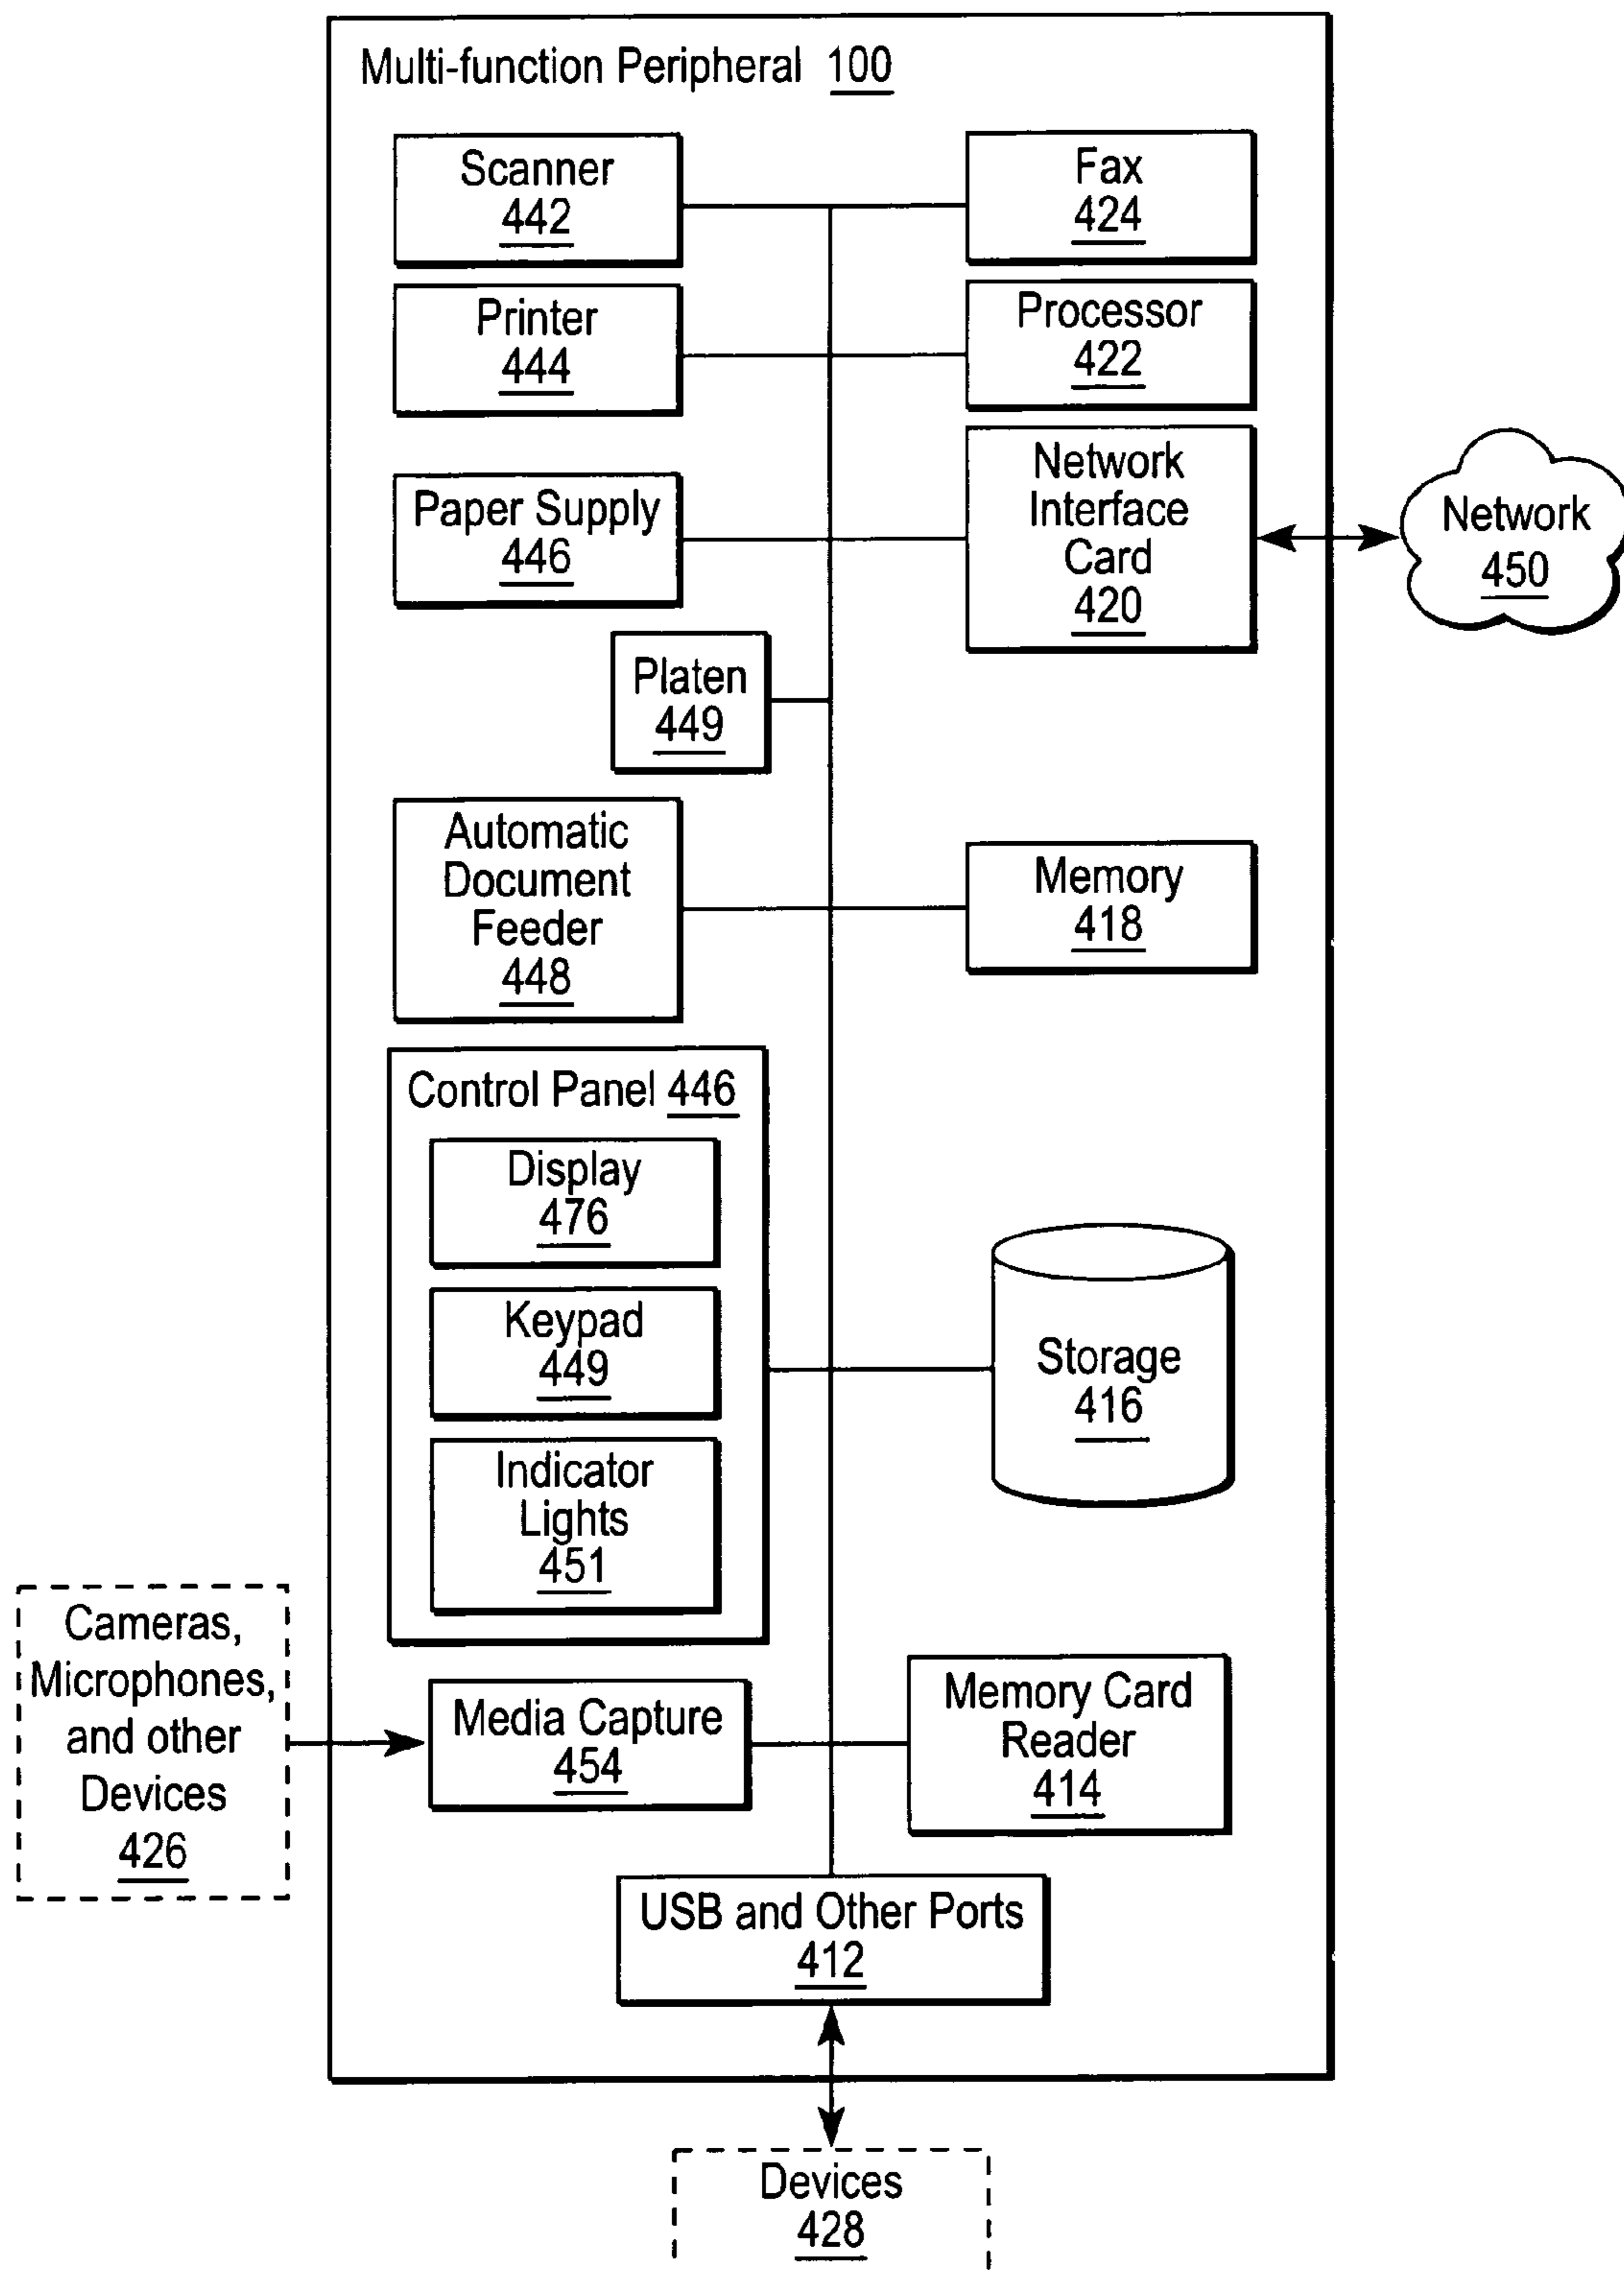 Multi-function Peripheral 100
Scanner
442
Fax
424
Printer
444
Processor
422
Paper Supply
446
Network
Interface
Card
420
Network
450
Platen
449
Automatic
Document
Feeder
448
Memory
418
Control Panel 446
Display
476
Keypad
449
Indicator
Lights
451
Storage
416
Cameras,
Microphones,
and other
Devices
426
Media Capture
454
Memory Card
Reader
414
USB and Other Ports
412
Devices
428